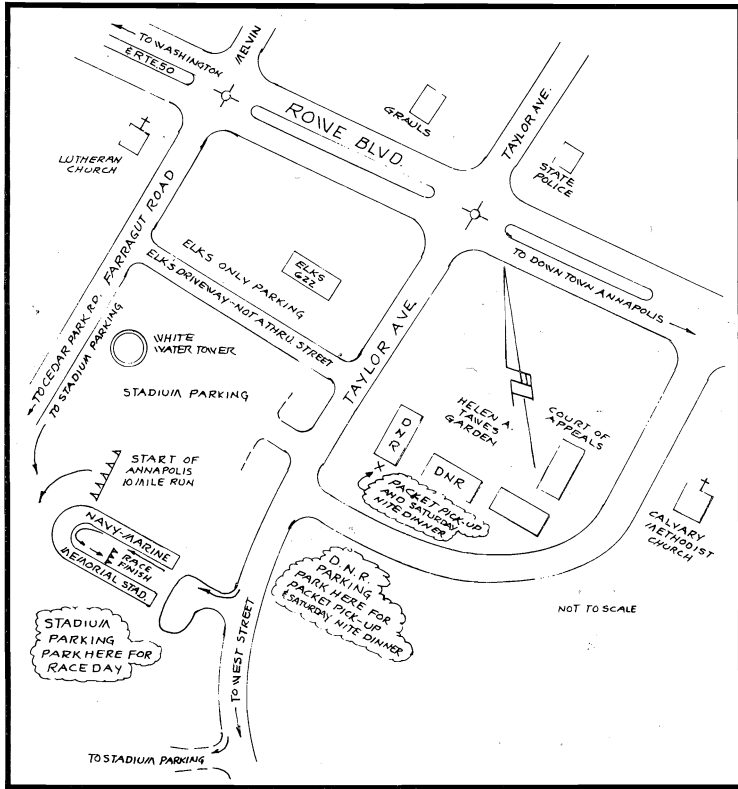 TO WASHINGTON
& RTE. 50
MELVIN
GRAULS
ROWE BLVD.
TAYLOR AVE.
STATE
POLICE
LUTHERAN
CHURCH
FARRAGUT ROAD
TO CEDAR PARK RD.
TO STADIUM PARKING
ELKS ONLY PARKING
ELKS
622
ELKS DRIVEWAY-NOT A THRU. STREET
TO DOWNTOWN ANNAPOLIS
WHITE
WATER TOWER
STADIUM PARKING
TAYLOR AVE.
HELEN A.
TAWES
GARDEN
COURT OF
APPEALS
DNR
DNR
X
PACKET PICK-UP
AND SATURDAY
NITE DINNER
START OF
ANNAPOLIS
10 MILE RUN
NAVY-MARINE
MEMORIAL STAD.
RACE
FINISH
CALVARY
METHODIST
CHURCH
D.N.R.
PARKING
PARK HERE FOR
PACKET PICK-UP
& SATURDAY NITE DINNER
NOT TO SCALE
STADIUM
PARKING
PARK HERE FOR
RACE DAY
TO WEST STREET
TO STADIUM PARKING